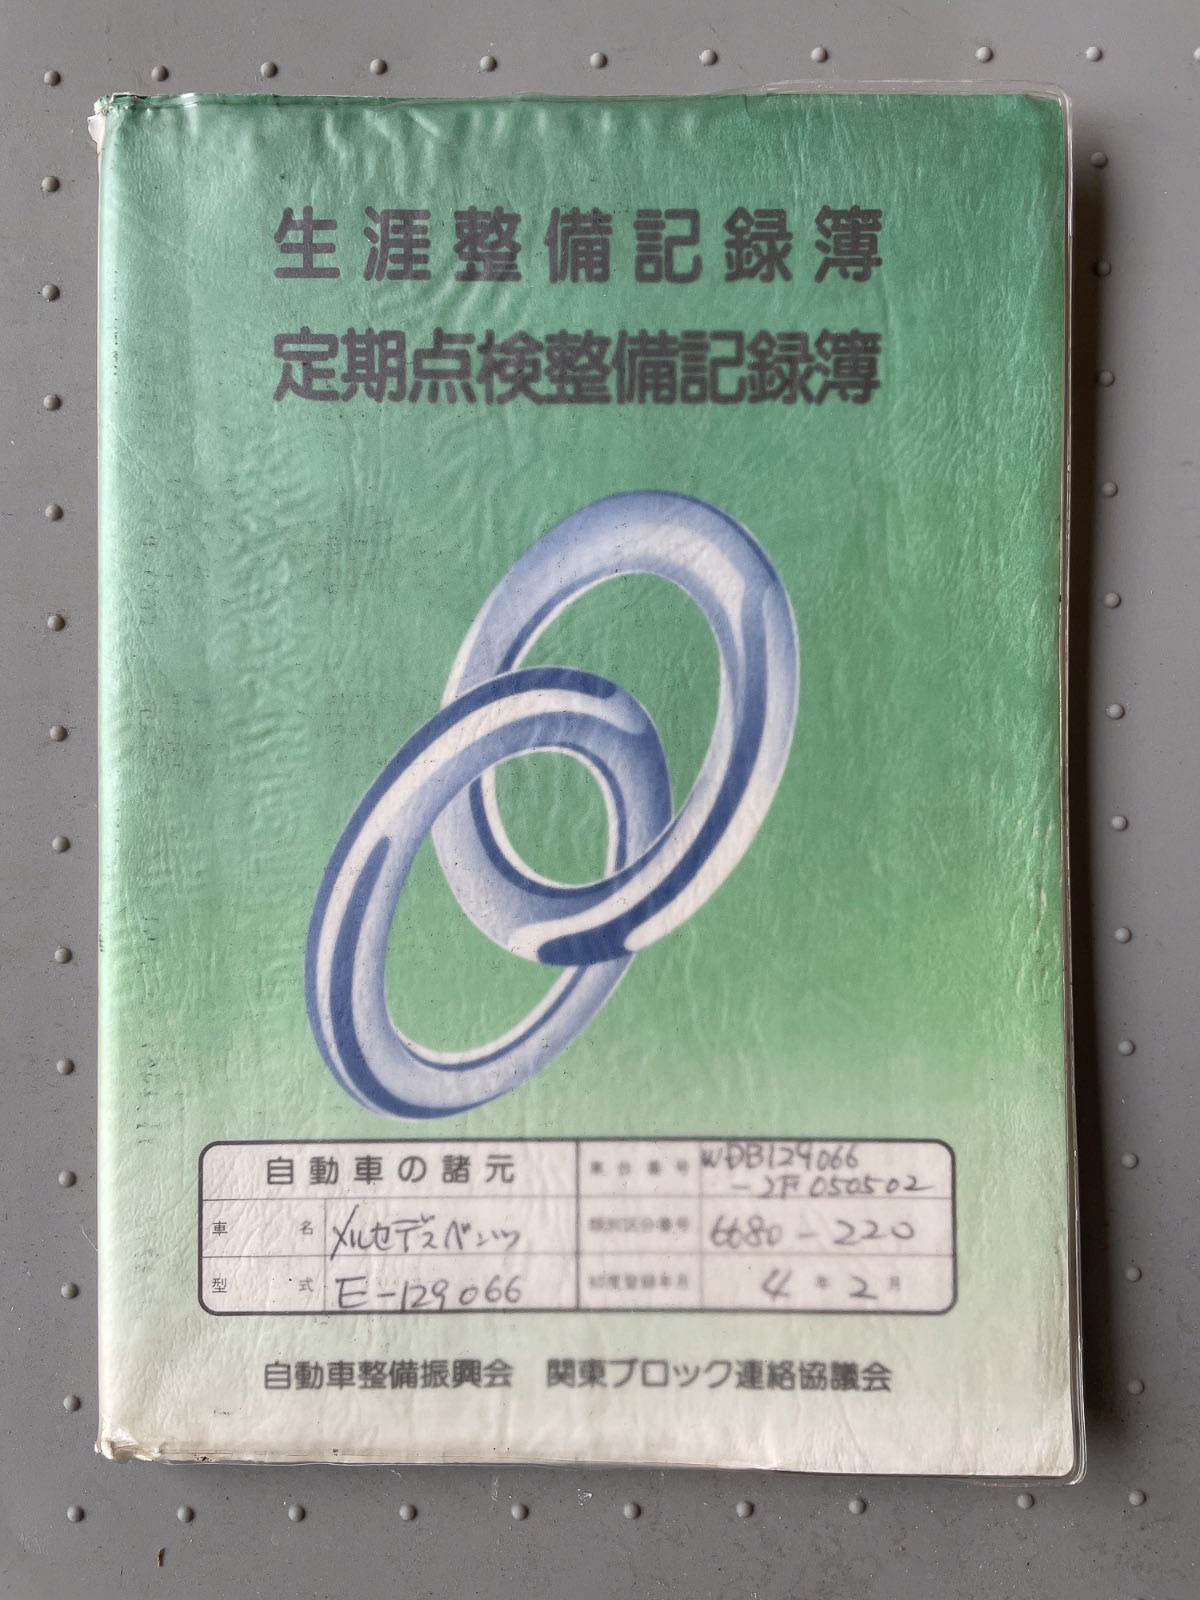 生涯整備記録簿
定期点検整備記録簿
自動車の諸元
車台番号 WDB129066
-2F050502
車名 メルセデスベンツ
類別区分番号 6680-220
型式 E-129066
初度登録年月 4年2月
自動車整備振興会 関東ブロック連絡協議会